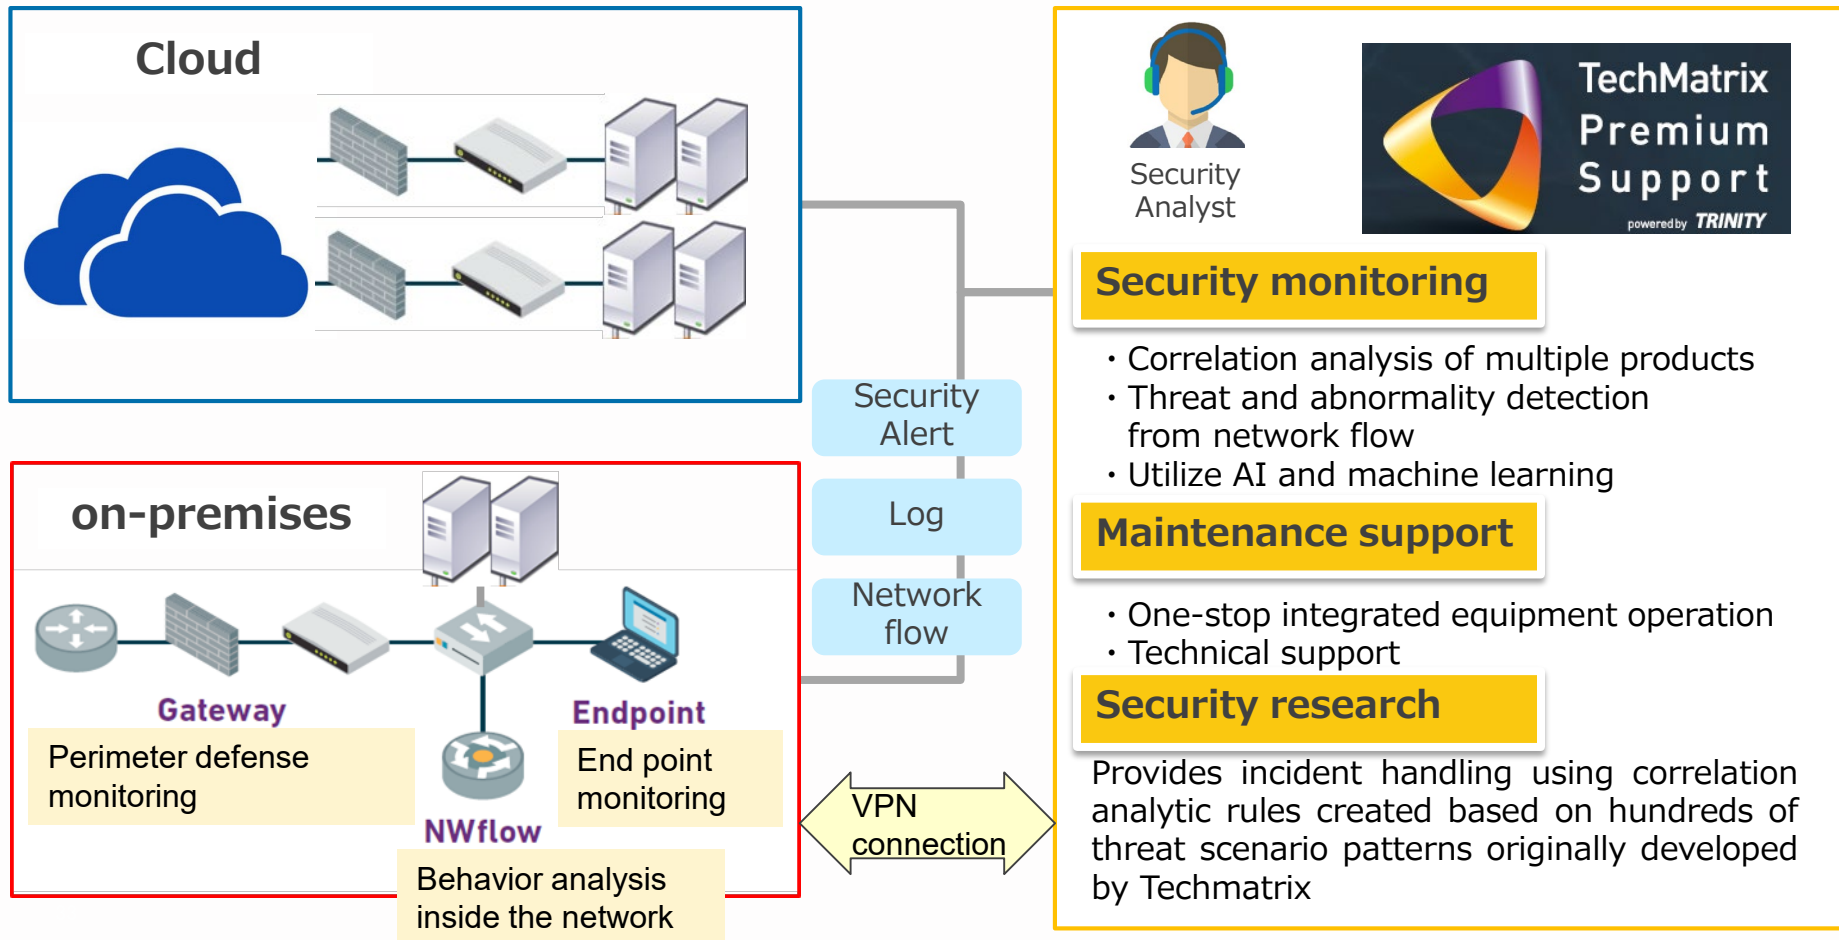 Cloud
on-premises
Gateway
Perimeter defense
monitoring
Endpoint
End point
monitoring
NWflow
Behavior analysis
inside the network
Security
Alert
Log
Network
flow
VPN
connection
Security
Analyst
TechMatrix
Premium
Support
powered by TRINITY
Security monitoring
・Correlation analysis of multiple products
・Threat and abnormality detection
from network flow
・Utilize AI and machine learning
Maintenance support
・One-stop integrated equipment operation
・Technical support
Security research
Provides incident handling using correlation
analytic rules created based on hundreds of
threat scenario patterns originally developed
by Techmatrix